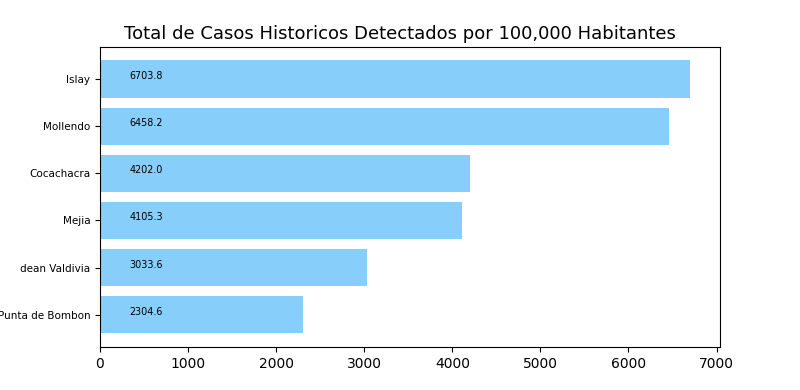 Total de Casos Historicos Detectados por 100,000 Habitantes
Islay 6703.8
Mollendo 6458.2
Cocachacra 4202.0
Mejia 4105.3
dean Valdivia 3033.6
Punta de Bombon 2304.6
0 1000 2000 3000 4000 5000 6000 7000